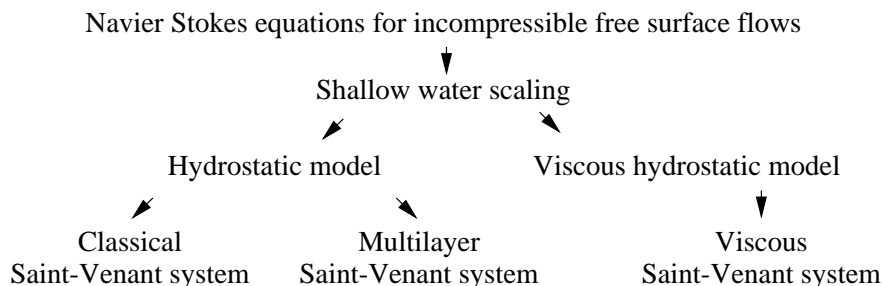 Navier Stokes equations for incompressible free surface flows
Shallow water scaling
Hydrostatic model
Viscous hydrostatic model
Classical
Saint-Venant system
Multilayer
Saint-Venant system
Viscous
Saint-Venant system